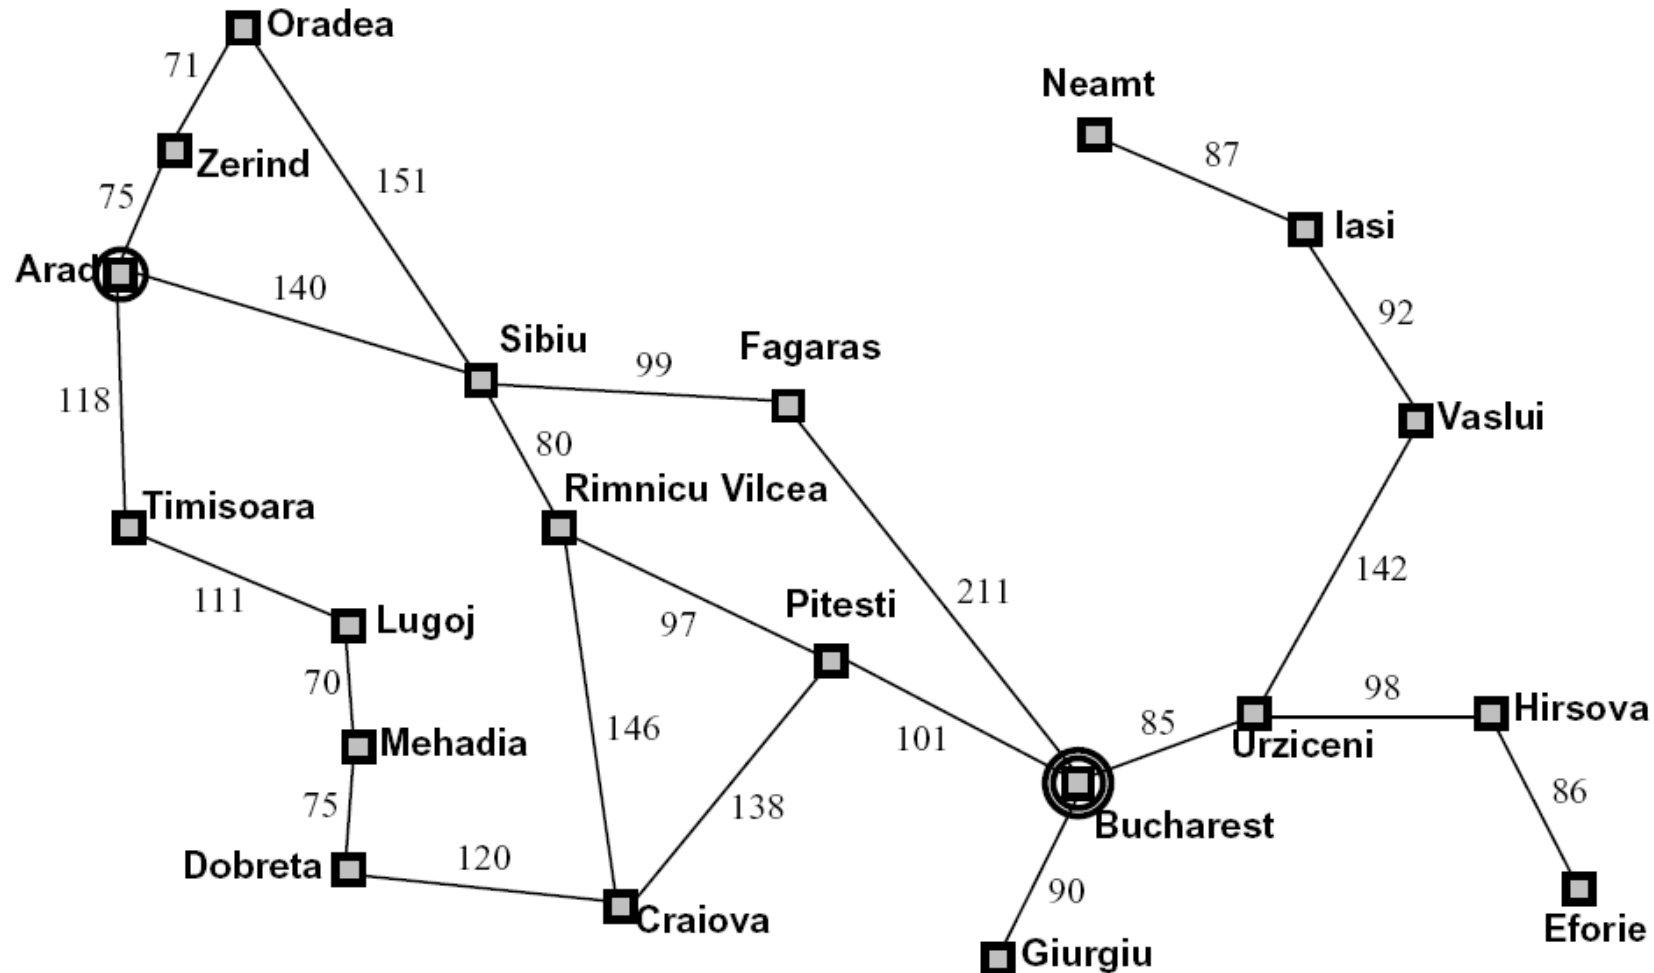 Oradea
71
Neamt
87
Zerind
151
75
Iasi
Arad
140
92
Sibiu
99
Fagaras
118
Vaslui
80
Rimnicu Vilcea
Timisoara
142
211
111
Pitesti
Lugoj
97
70
98
Hirsova
146
85
101
Urziceni
Mehadia
75
138
86
Bucharest
Dobreta
120
90
Craiova
Eforie
Giurgiu